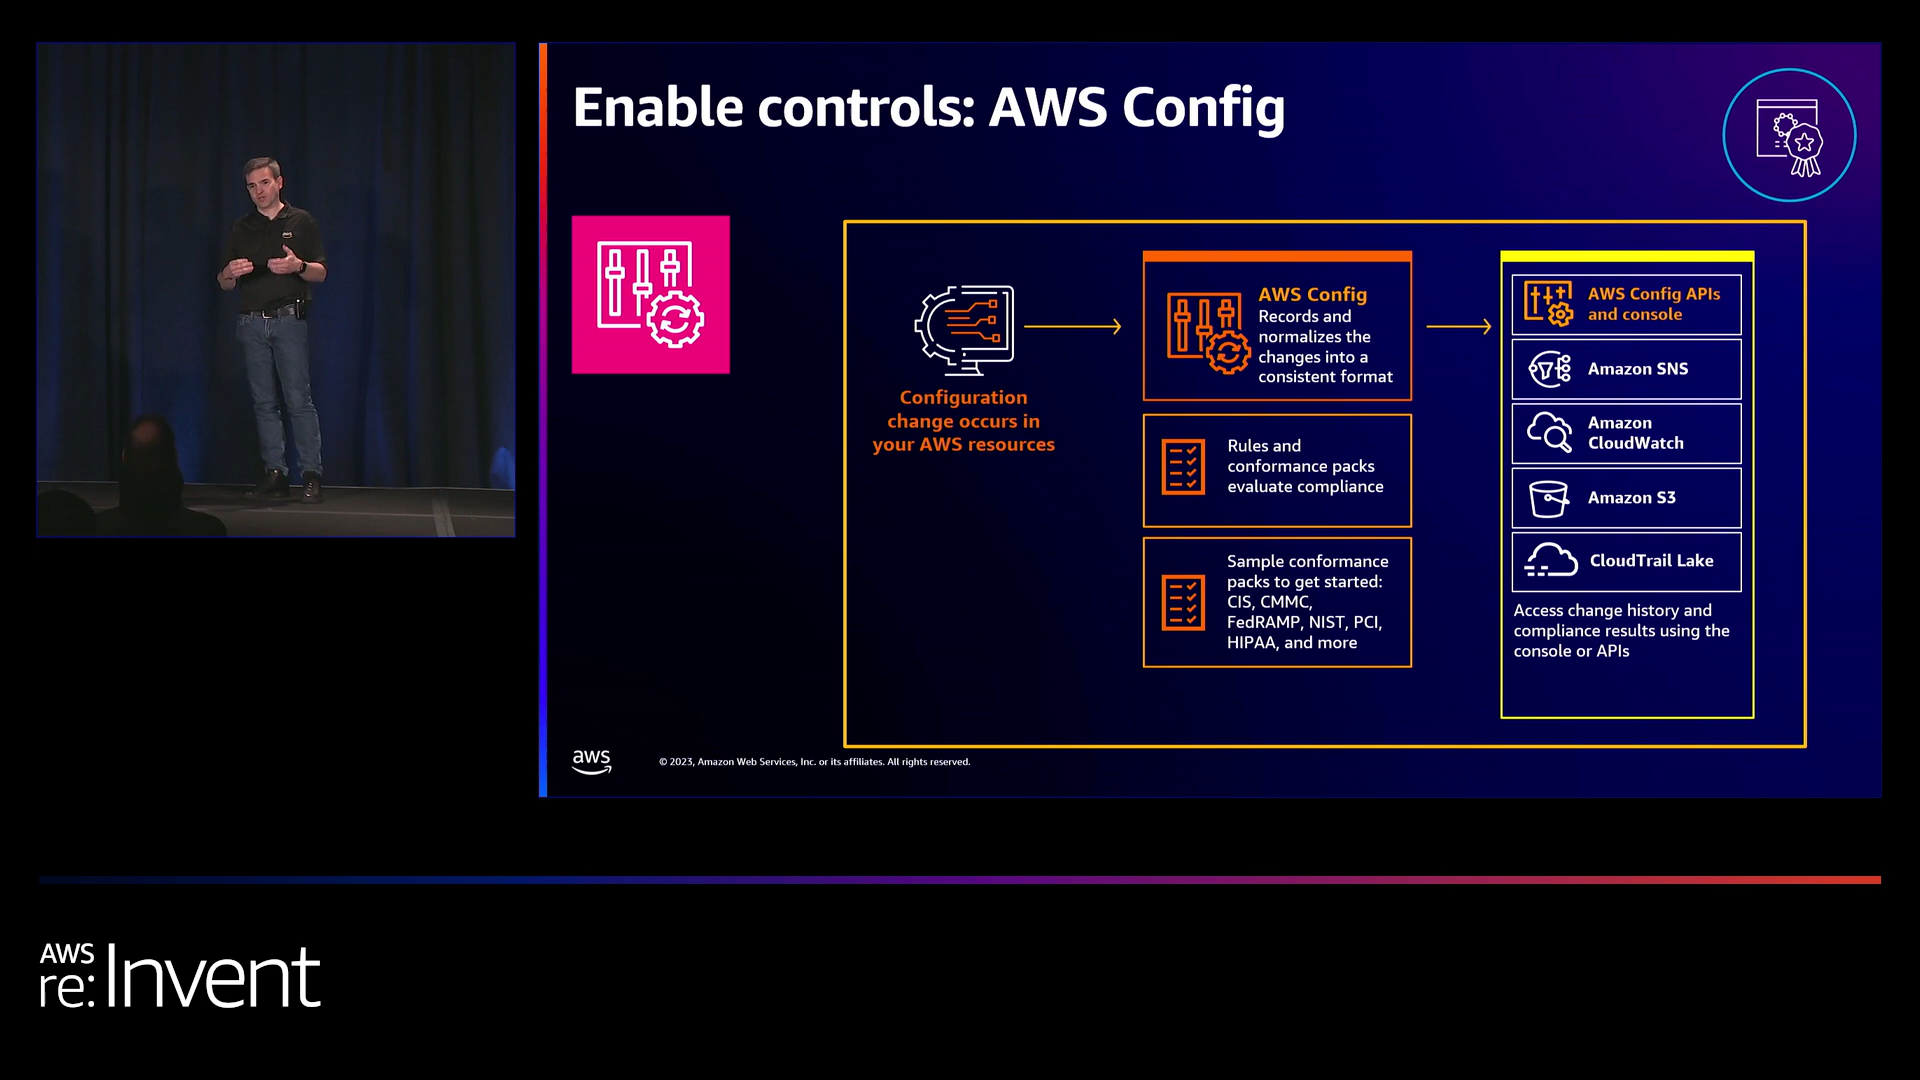 Enable controls: AWS Config
Configuration
change occurs in
your AWS resources
AWS Config
Records and
normalizes the
changes into a
consistent format
Rules and
conformance packs
evaluate compliance
Sample conformance
packs to get started:
CIS, CMMC,
FedRAMP, NIST, PCI,
HIPAA, and more
AWS Config APIs
and console
Amazon SNS
Amazon
CloudWatch
Amazon S3
CloudTrail Lake
Access change history and
compliance results using the
console or APIs
aws
© 2023, Amazon Web Services, Inc. or its affiliates. All rights reserved.
AWS
re:Invent